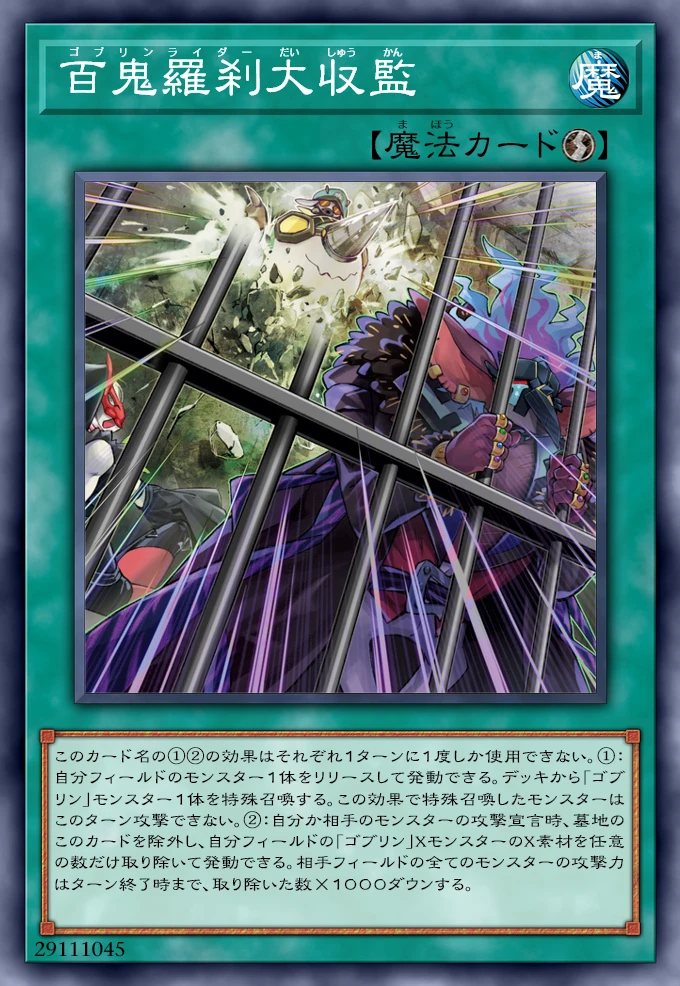 ゴブリンライダー だい しゅう かん
百鬼羅刹大収監
ま
魔
ま ほう
【魔法カード】
このカード名の①②の効果はそれぞれ1ターンに1度しか使用できない。①：
自分フィールドのモンスター1体をリリースして発動できる。デッキから「ゴブ
リン」モンスター1体を特殊召喚する。この効果で特殊召喚したモンスターは
このターン攻撃できない。②：自分か相手のモンスターの攻撃宣言時、墓地の
このカードを除外し、自分フィールドの「ゴブリン」XモンスターのX素材を任意
の数だけ取り除いて発動できる。相手フィールドの全てのモンスターの攻撃力
はターン終了時まで、取り除いた数×1000ダウンする。
29111045